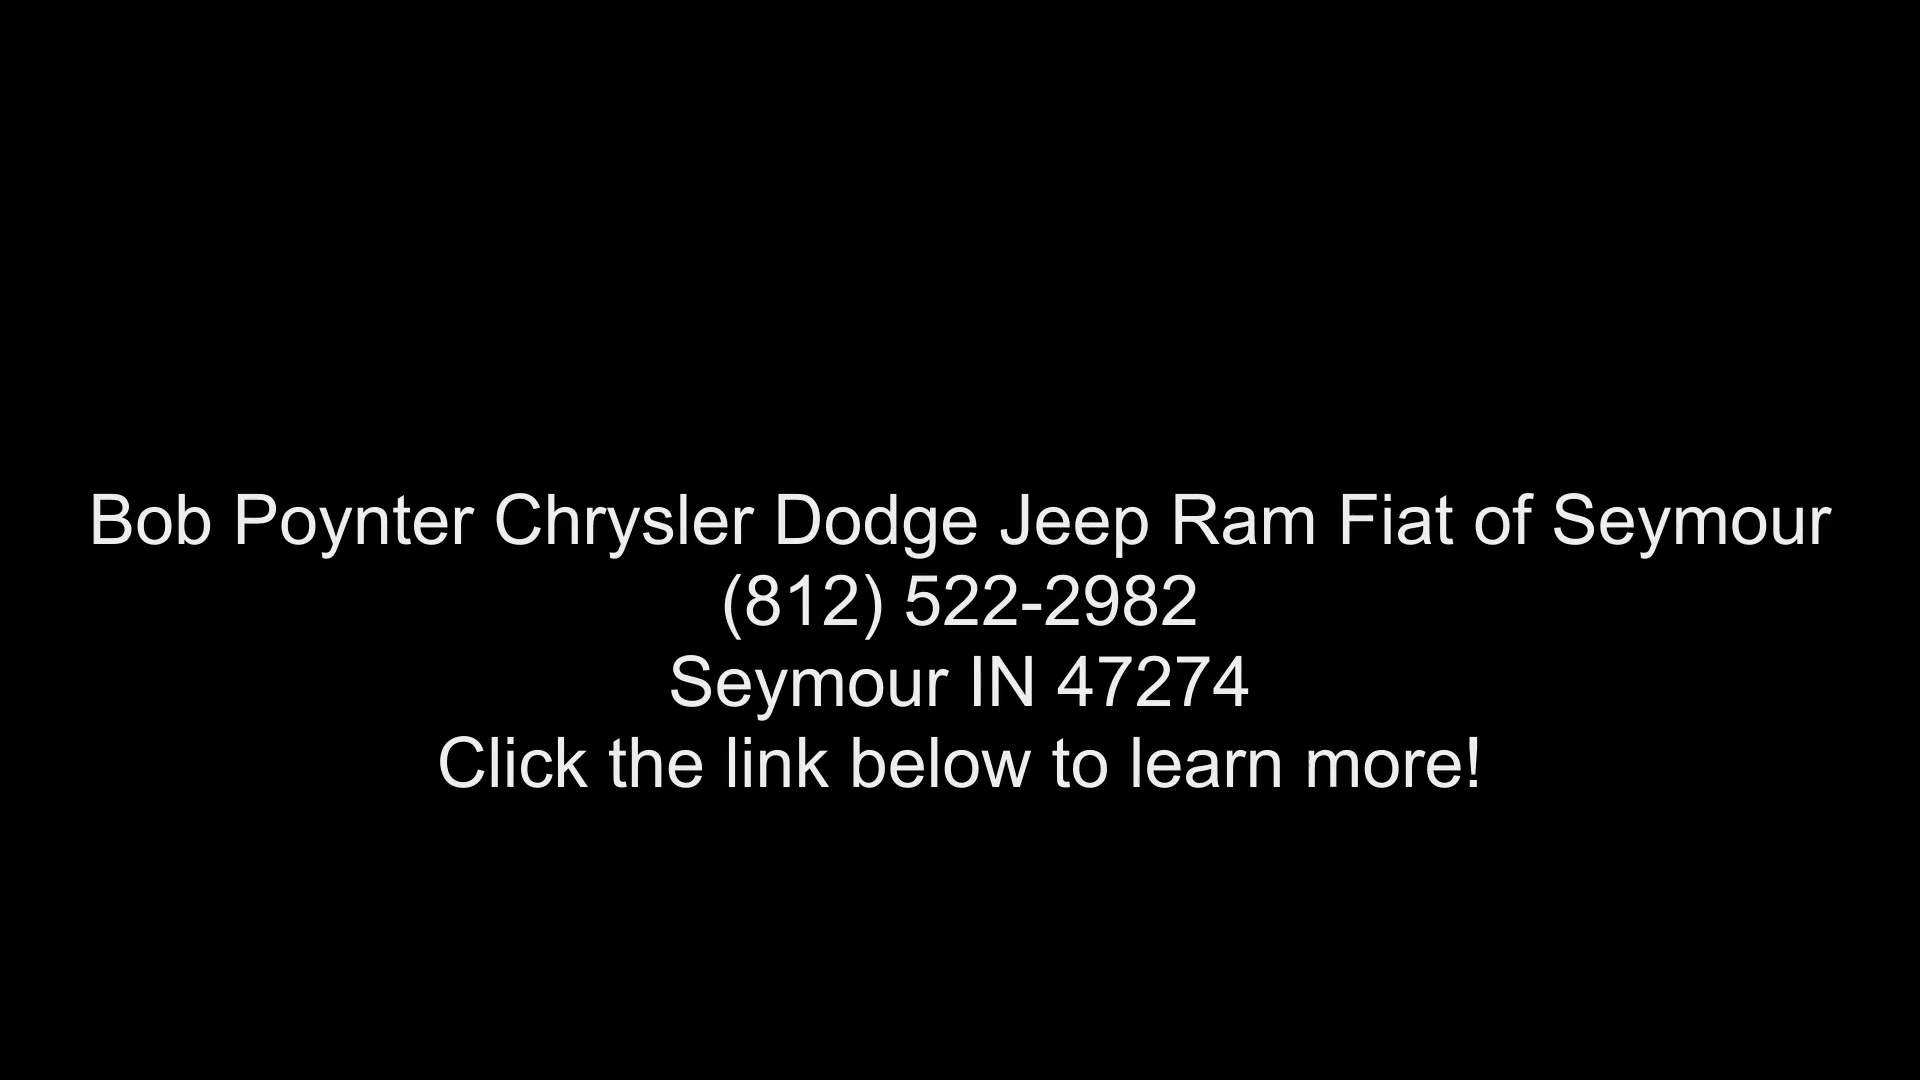 Bob Poynter Chrysler Dodge Jeep Ram Fiat of Seymour
(812) 522-2982
Seymour IN 47274
Click the link below to learn more!